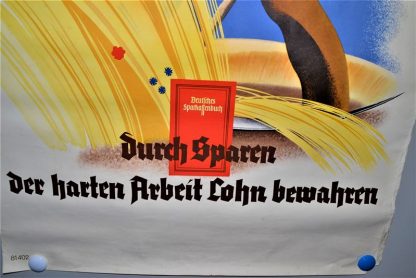 Deutsches
Sparkassenbuch
Durch Sparen
der harten Arbeit Lohn bewahren
81402